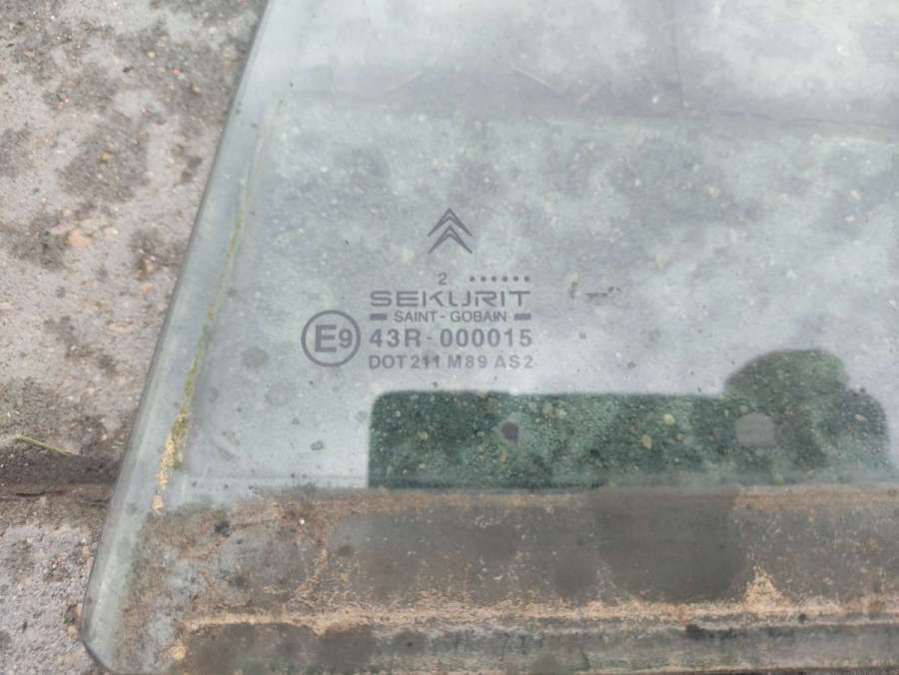 2 ••••••
SEKURIT
SAINT-GOBAIN
E9 43R-000015
DOT 211 M89 AS2